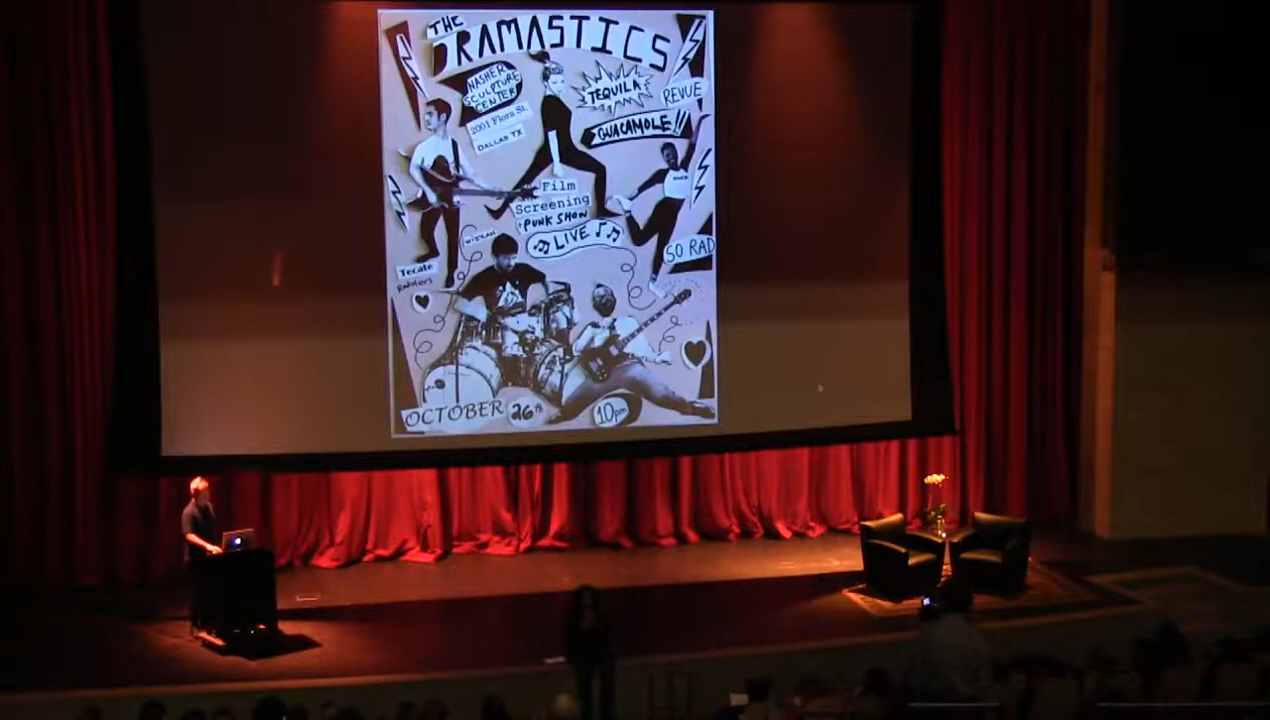 THE
DRAMASTICS
NASHER
SCULPTURE
CENTER
2001 Flora St.
DALLAS TX
TEQUILA
REVUE
GUACAMOLE!!
Film
Screening
+ PUNK SHOW
LIVE
SO RAD
Tecate
OCTOBER 26th 10pm